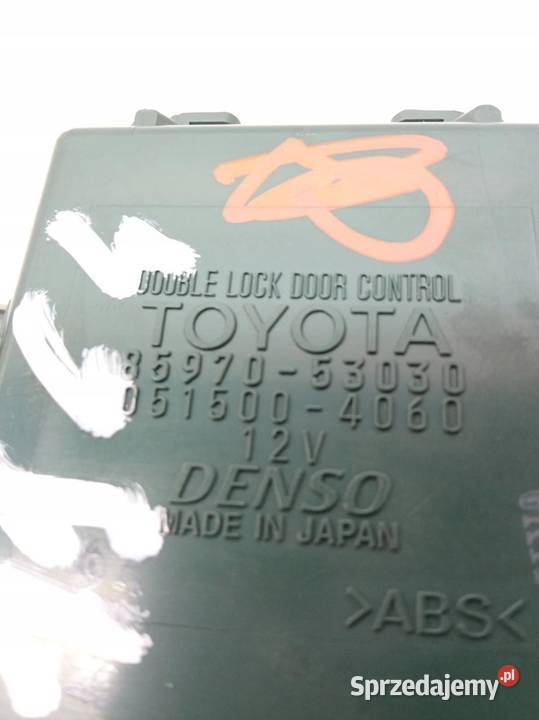 DOUBLE LOCK DOOR CONTROL
TOYOTA
85970-53030
051500-4060
12V
DENSO
MADE IN JAPAN
>ABS<
Sprzedajemy.pl